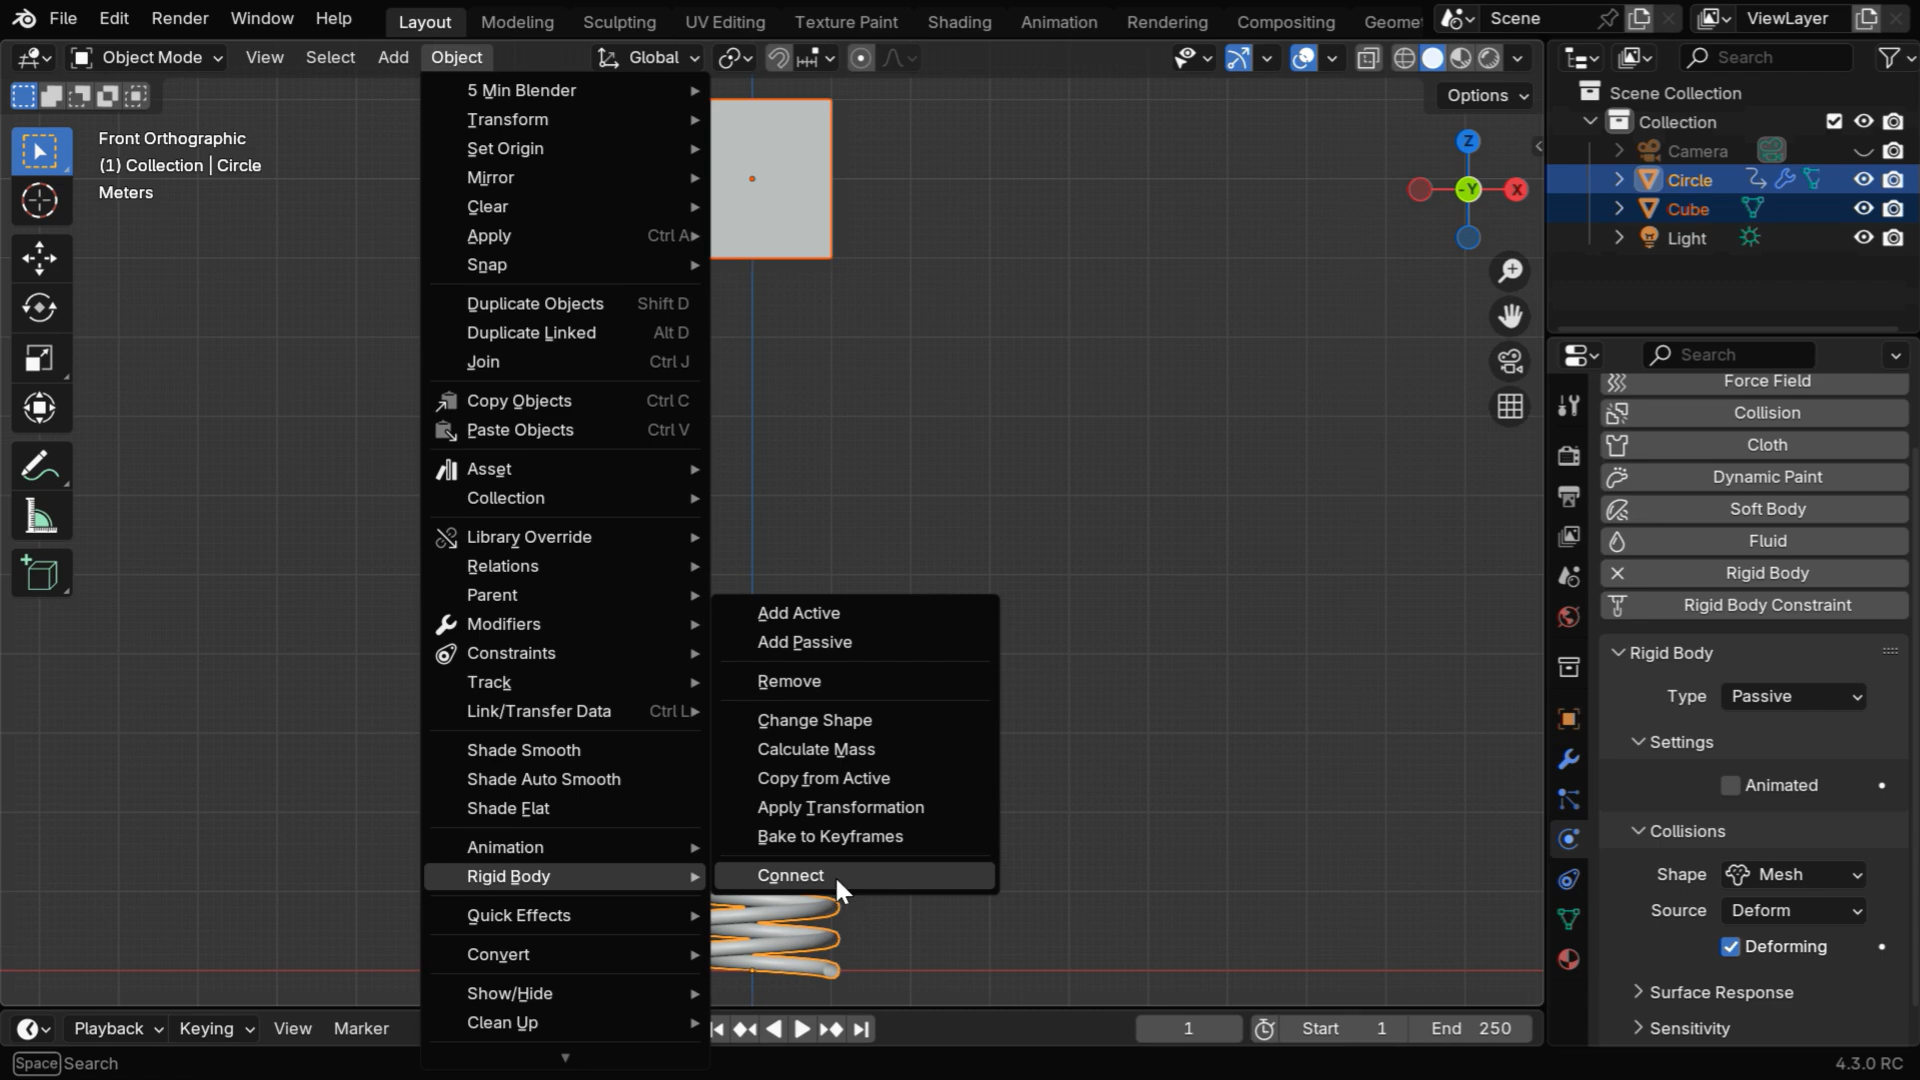 File Edit Render Window Help Layout Modeling Sculpting UV Editing Texture Paint Shading Animation Rendering Compositing Geome Scene ViewLayer
Object Mode View Select Add Object Global Search
Options
Front Orthographic
(1) Collection | Circle
Meters
5 Min Blender
Transform
Set Origin
Mirror
Clear
Apply Ctrl A
Snap
Duplicate Objects Shift D
Duplicate Linked Alt D
Join Ctrl J
Copy Objects Ctrl C
Paste Objects Ctrl V
Asset
Collection
Library Override
Relations
Parent
Modifiers
Constraints
Track
Link/Transfer Data Ctrl L
Shade Smooth
Shade Auto Smooth
Shade Flat
Animation
Rigid Body
Quick Effects
Convert
Show/Hide
Clean Up
Add Active
Add Passive
Remove
Change Shape
Calculate Mass
Copy from Active
Apply Transformation
Bake to Keyframes
Connect
Z
-Y
X
Scene Collection
Collection
Camera
Circle
Cube
Light
Search
Force Field
Collision
Cloth
Dynamic Paint
Soft Body
Fluid
Rigid Body
Rigid Body Constraint
Rigid Body
Type Passive
Settings
Animated
Collisions
Shape Mesh
Source Deform
Deforming
Surface Response
Sensitivity
Playback Keying View Marker 1 Start 1 End 250
Space Search 4.3.0 RC